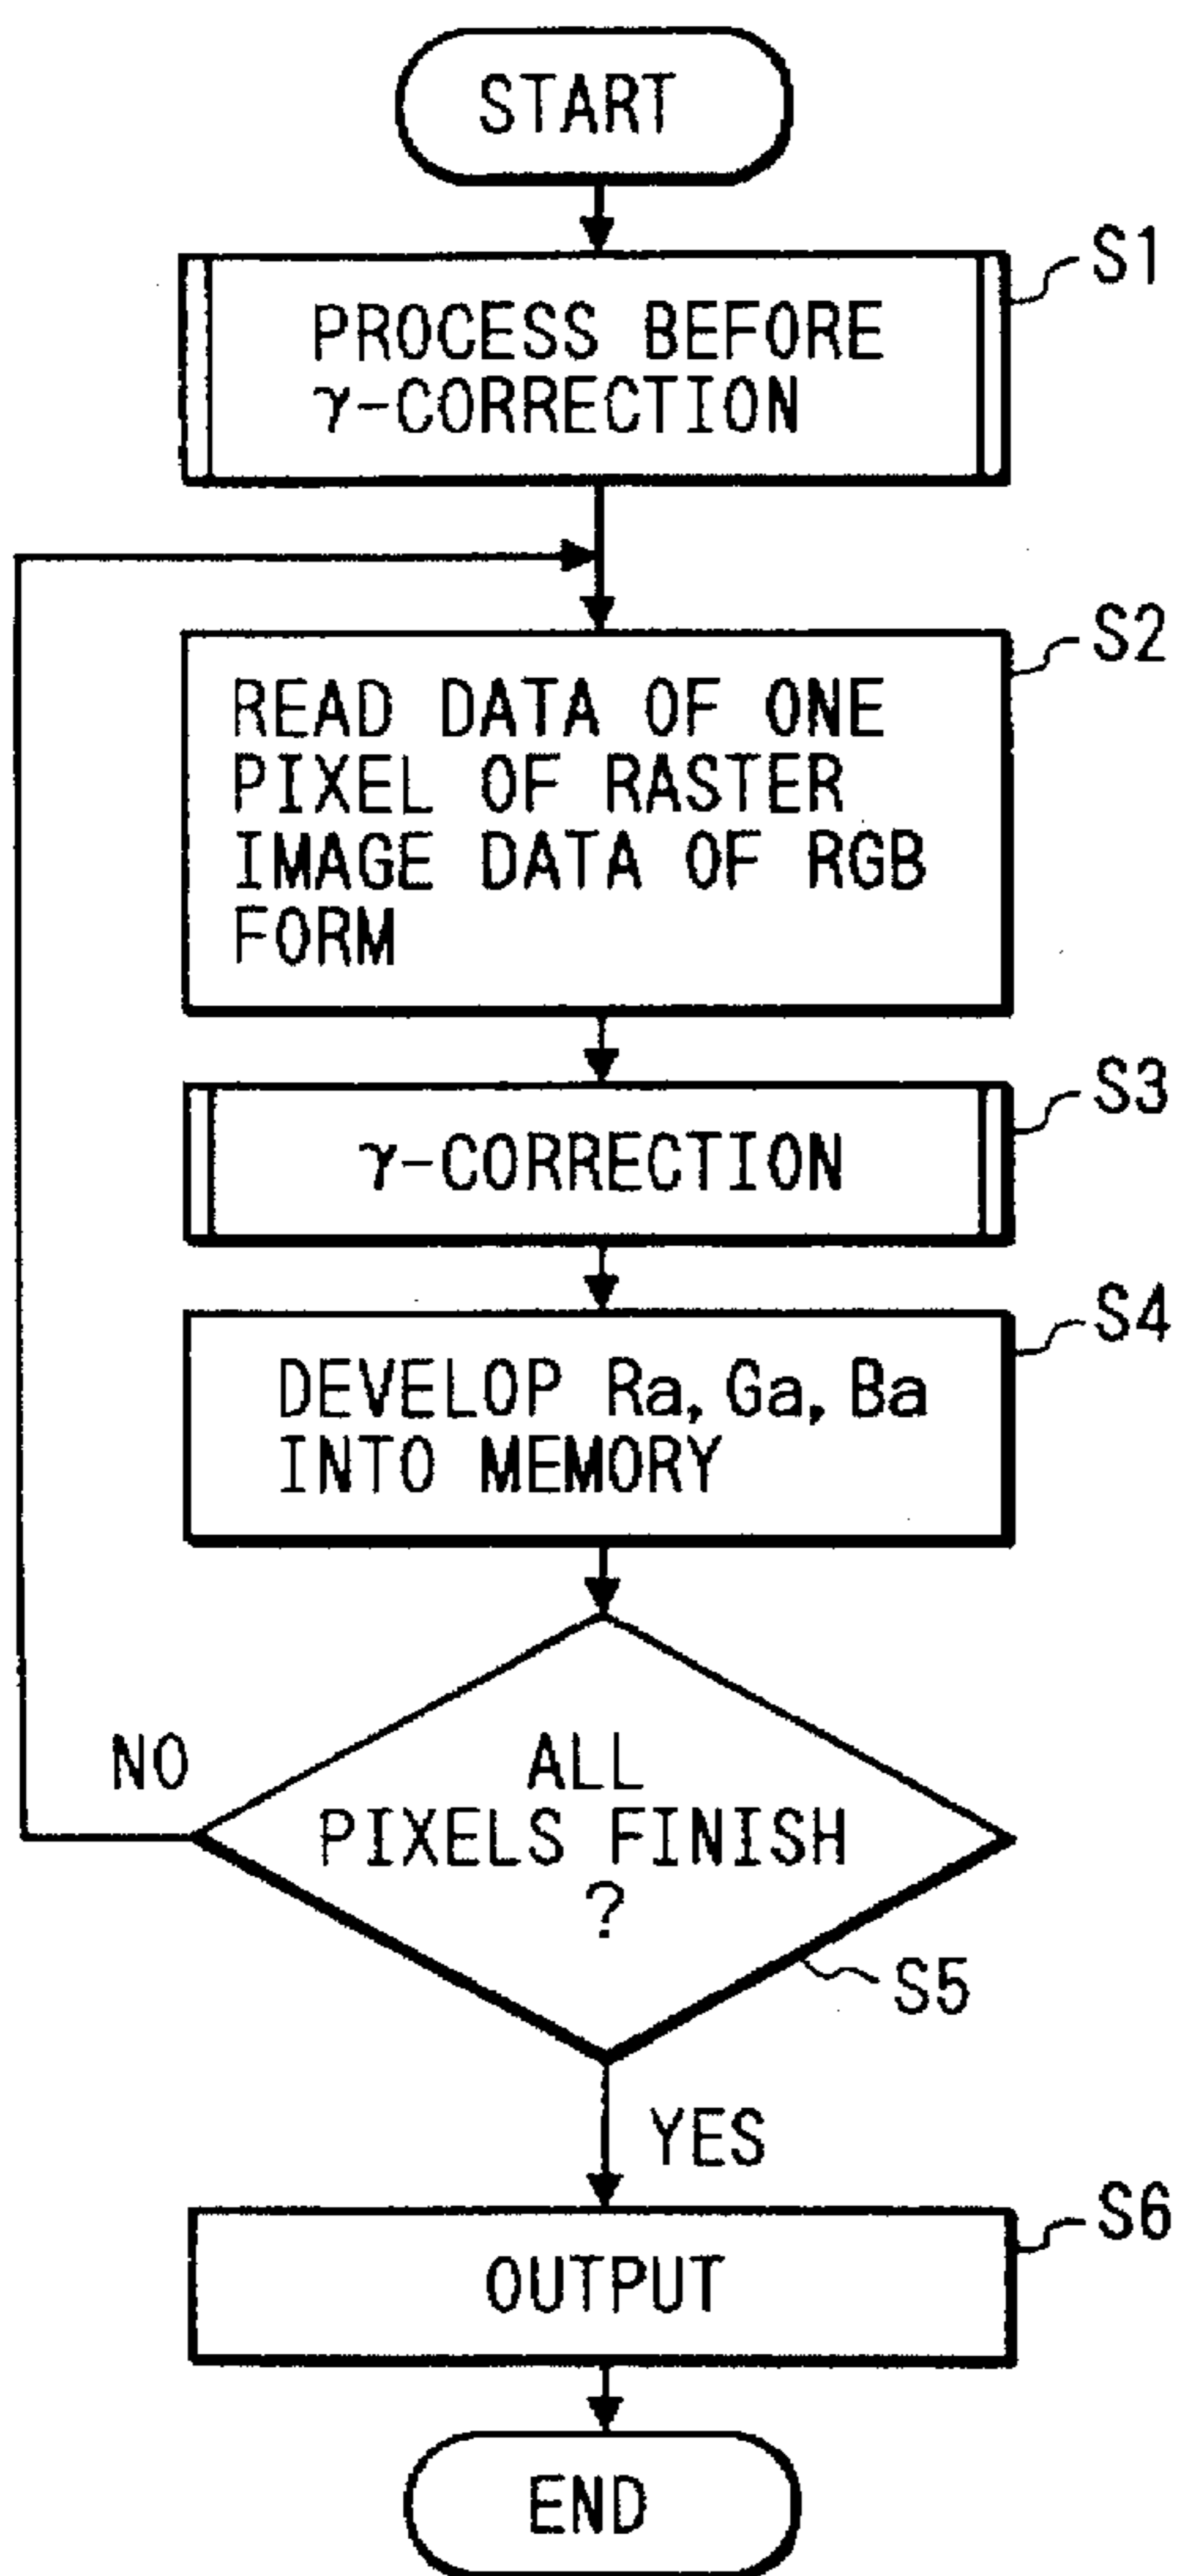 START
S1
PROCESS BEFORE
γ-CORRECTION
S2
READ DATA OF ONE
PIXEL OF RASTER
IMAGE DATA OF RGB
FORM
S3
γ-CORRECTION
S4
DEVELOP Ra, Ga, Ba
INTO MEMORY
NO
ALL
PIXELS FINISH
?
S5
YES
S6
OUTPUT
END